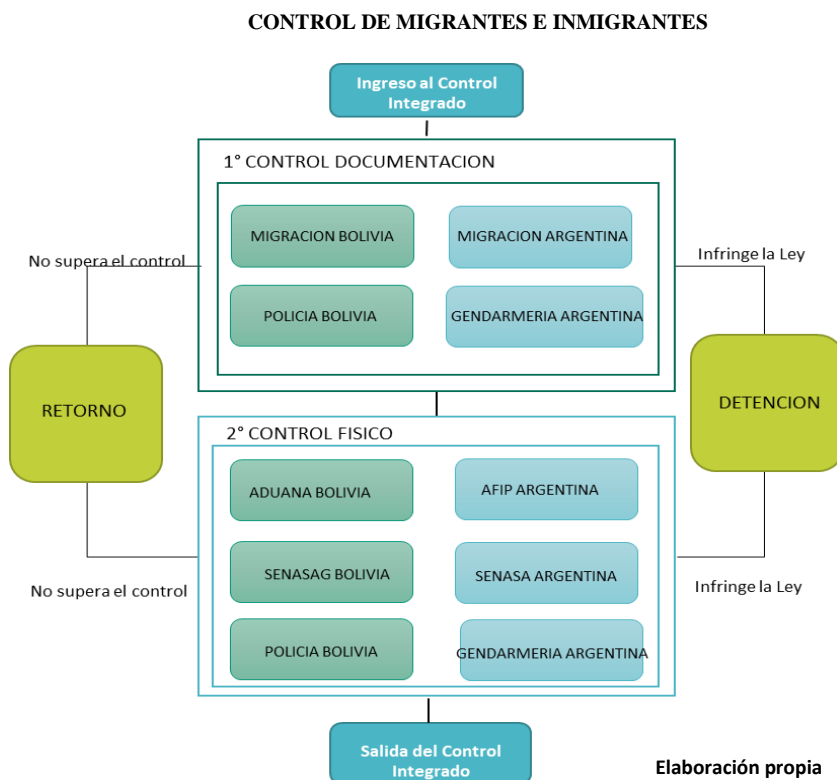 CONTROL DE MIGRANTES E INMIGRANTES
Ingreso al Control
Integrado
1° CONTROL DOCUMENTACION
MIGRACION BOLIVIA
MIGRACION ARGENTINA
No supera el control
Infringe la Ley
POLICIA BOLIVIA
GENDARMERIA ARGENTINA
RETORNO
DETENCION
2° CONTROL FISICO
ADUANA BOLIVIA
AFIP ARGENTINA
SENASAG BOLIVIA
SENASA ARGENTINA
No supera el control
Infringe la Ley
POLICIA BOLIVIA
GENDARMERIA ARGENTINA
Salida del Control
Integrado
Elaboración propia